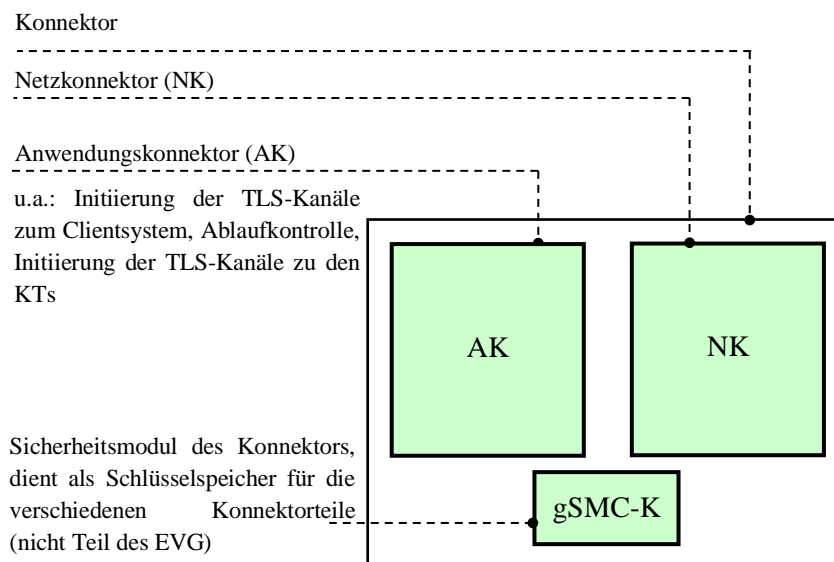 Konnektor
Netzkonnektor (NK)
Anwendungskonnektor (AK)
u.a.: Initiierung der TLS-Kanäle
zum Clientsystem, Ablaufkontrolle,
Initiierung der TLS-Kanäle zu den
KTs
AK
NK
Sicherheitsmodul des Konnektors,
dient als Schlüsselspeicher für die
verschiedenen Konnektorteile
(nicht Teil des EVG)
gSMC-K